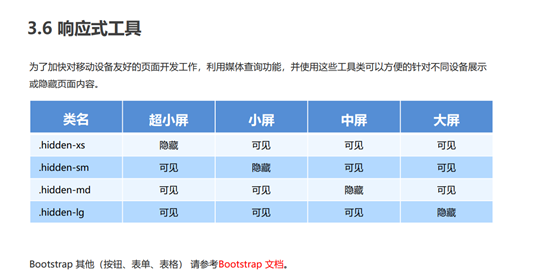 3.6 响应式工具
为了加快对移动设备友好的页面开发工作，利用媒体查询功能，并使用这些工具类可以方便的针对不同设备展示
或隐藏页面内容。
类名 超小屏 小屏 中屏 大屏
.hidden-xs 隐藏 可见 可见 可见
.hidden-sm 可见 隐藏 可见 可见
.hidden-md 可见 可见 隐藏 可见
.hidden-lg 可见 可见 可见 隐藏
Bootstrap 其他（按钮、表单、表格） 请参考Bootstrap 文档。